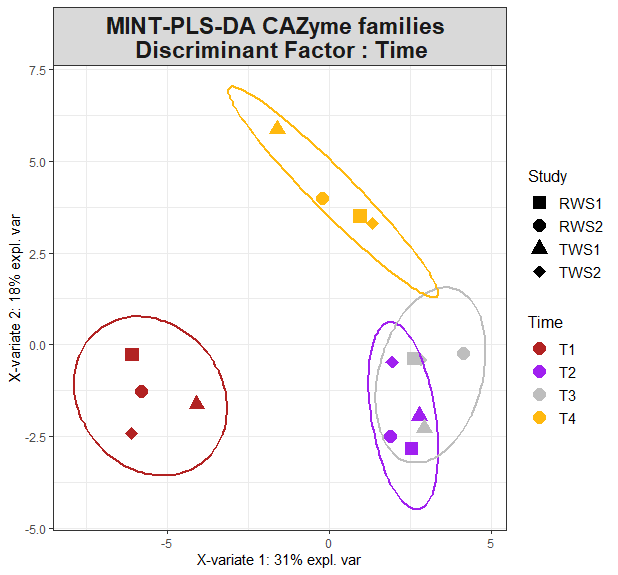 MINT-PLS-DA CAZyme families
Discriminant Factor : Time
7.5
5.0
2.5
0.0
-2.5
-5.0
X-variate 2: 18% expl. var
-5
0
5
X-variate 1: 31% expl. var
Study
RWS1
RWS2
TWS1
TWS2
Time
T1
T2
T3
T4